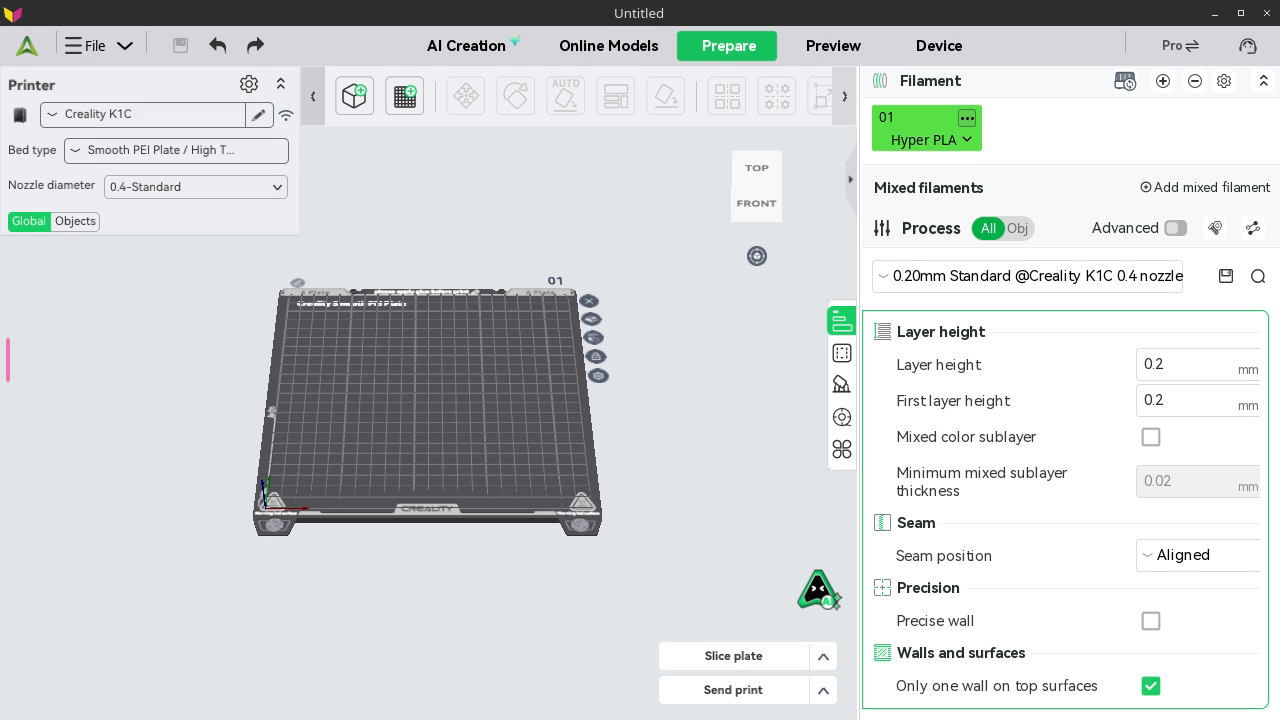 Untitled
File
AI Creation
Online Models
Prepare
Preview
Device
Pro
Printer
Creality K1C
Bed type
Smooth PEI Plate / High T...
Nozzle diameter
0.4-Standard
Global
Objects
AUTO
TOP
FRONT
01
CREALITY
AI
Slice plate
Send print
Filament
01
Hyper PLA
Mixed filaments
Add mixed filament
Process
All
Obj
Advanced
0.20mm Standard @Creality K1C 0.4 nozzle
Layer height
Layer height
0.2
mm
First layer height
0.2
mm
Mixed color sublayer
Minimum mixed sublayer
thickness
0.02
mm
Seam
Seam position
Aligned
Precision
Precise wall
Walls and surfaces
Only one wall on top surfaces